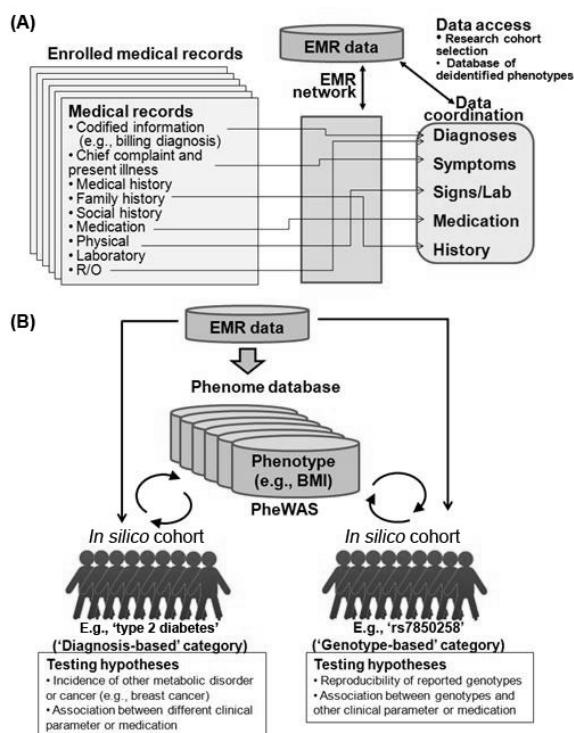 (A)
Enrolled medical records
EMR data
EMR
network
Data access
• Research cohort
selection
• Database of
deidentified phenotypes
Data
coordination
Medical records
• Codified information
(e.g., billing diagnosis)
• Chief complaint and
present illness
• Medical history
• Family history
• Social history
• Medication
• Physical
• Laboratory
• R/O
Diagnoses
Symptoms
Signs/Lab
Medication
History
(B)
EMR data
Phenome database
Phenotype
(e.g., BMI)
PheWAS
In silico cohort
E.g., ‘type 2 diabetes’
(‘Diagnosis-based’ category)
Testing hypotheses
• Incidence of other metabolic disorder
or cancer (e.g., breast cancer)
• Association between different clinical
parameter or medication
In silico cohort
E.g., ‘rs7850258’
(‘Genotype-based’ category)
Testing hypotheses
• Reproducibility of reported genotypes
• Association between genotypes and
other clinical parameter or medication